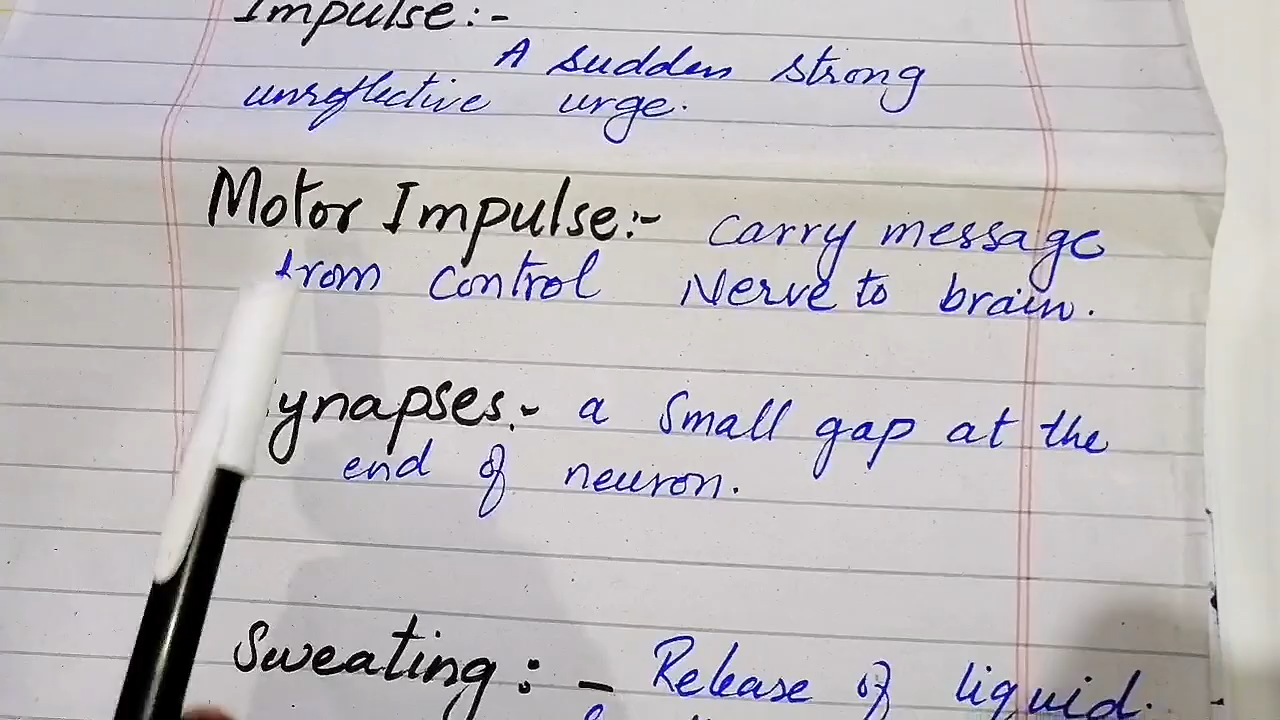 Impulse:-
A sudden strong
unreflective urge.
Motor Impulse:- carry message
from control Nerve to brain.
ynapses:- a small gap at the
end of neuron.
Sweating: - Release of liquid.